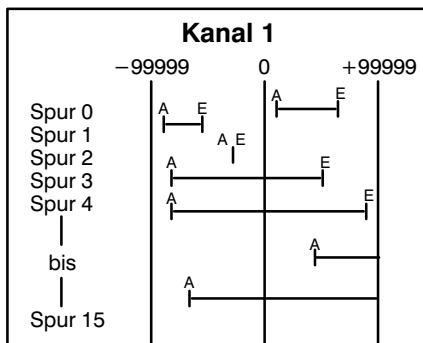 Kanal 1
−99999 0 +99999
Spur 0 A E
A E
Spur 1
A E
Spur 2
Spur 3 A E
Spur 4 A E
A
bis
A
Spur 15